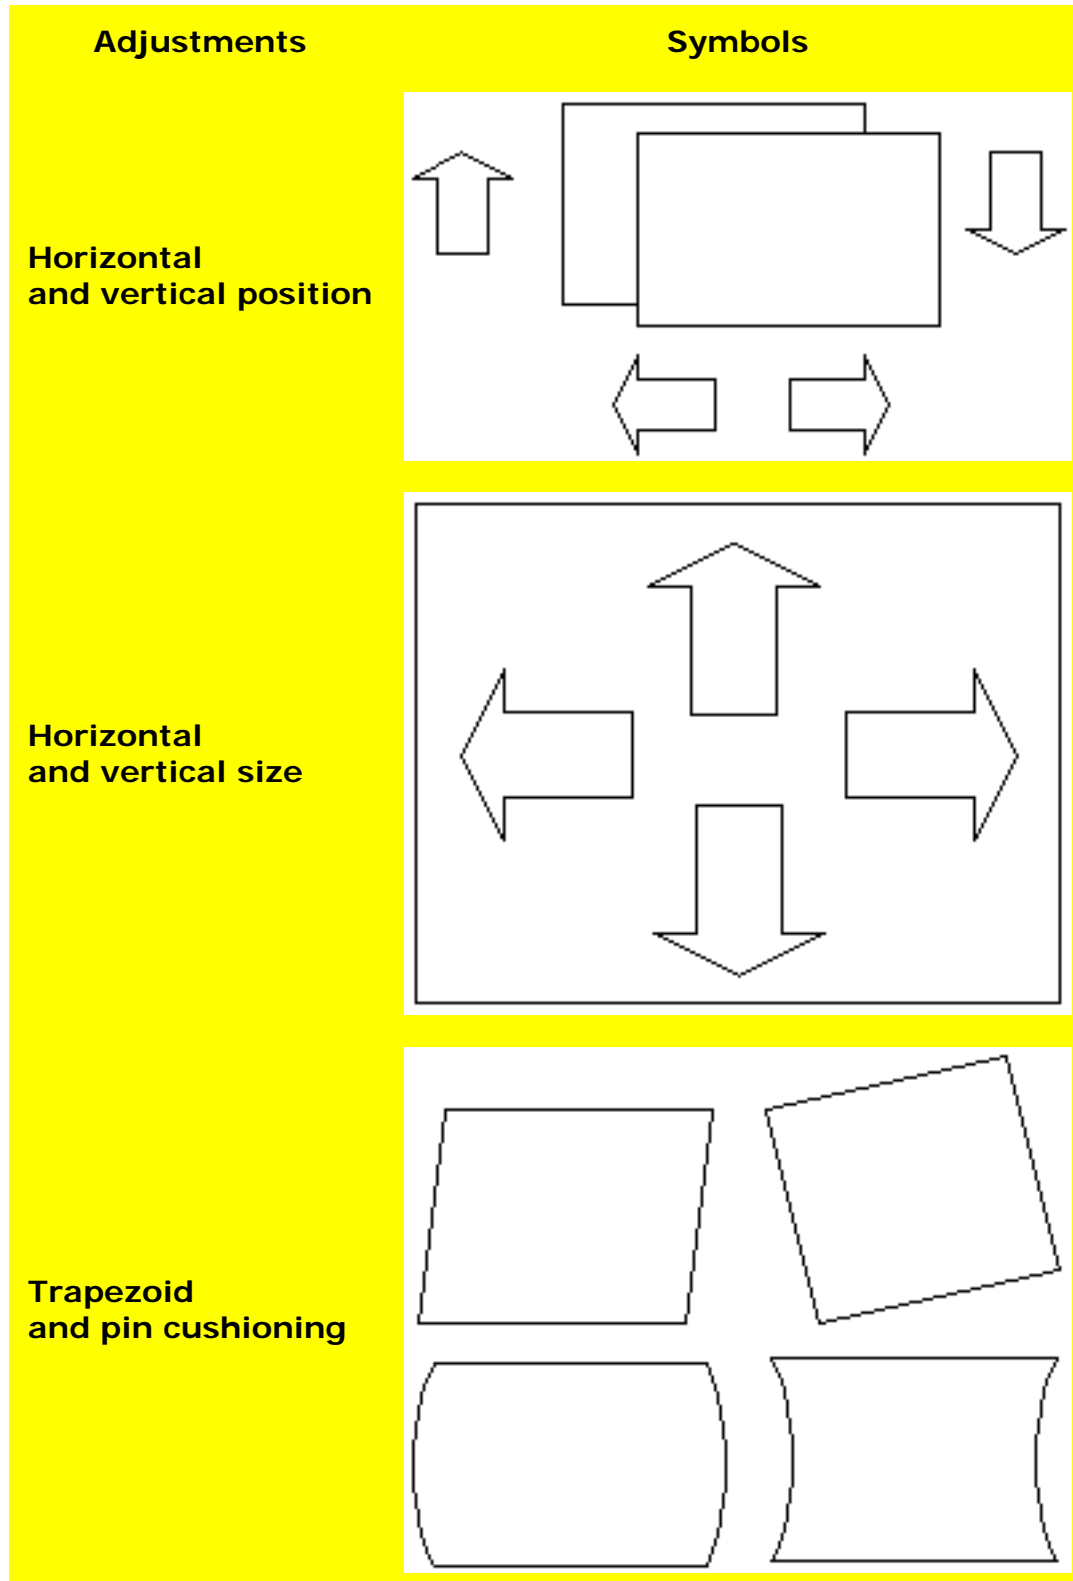 Adjustments
Symbols
Horizontal
and vertical position
Horizontal
and vertical size
Trapezoid
and pin cushioning